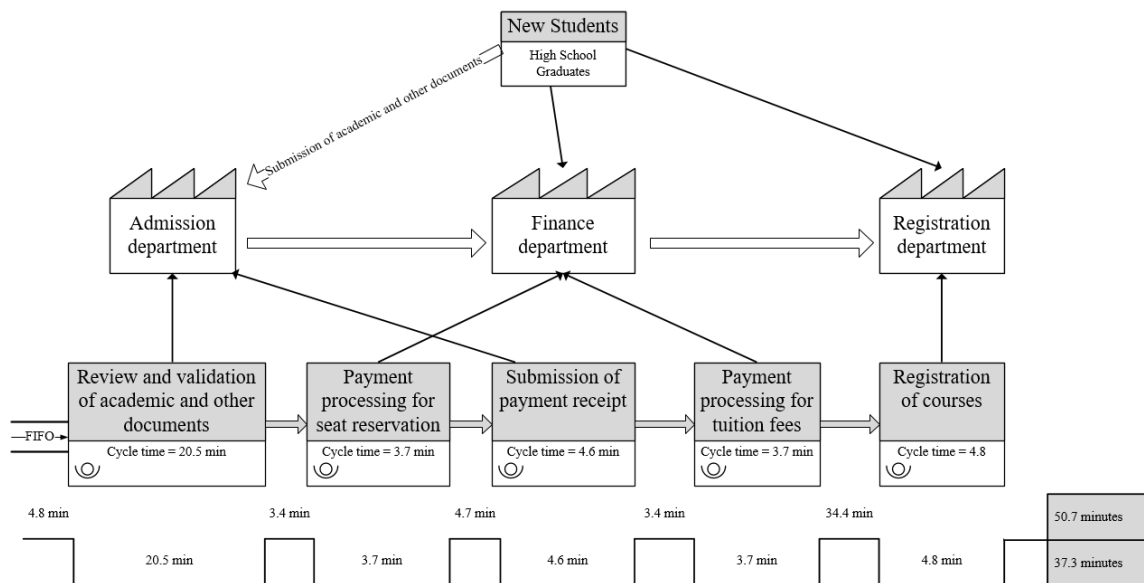 New Students
High School
Graduates
Submission of academic and other documents
Admission
department
Finance
department
Registration
department
Review and validation
of academic and other
documents
Payment
processing for
seat reservation
Submission of
payment receipt
Payment
processing for
tuition fees
Registration
of courses
FIFO
Cycle time = 20.5 min
Cycle time = 3.7 min
Cycle time = 4.6 min
Cycle time = 3.7 min
Cycle time = 4.8
4.8 min
3.4 min
4.7 min
3.4 min
34.4 min
50.7 minutes
20.5 min
3.7 min
4.6 min
3.7 min
4.8 min
37.3 minutes